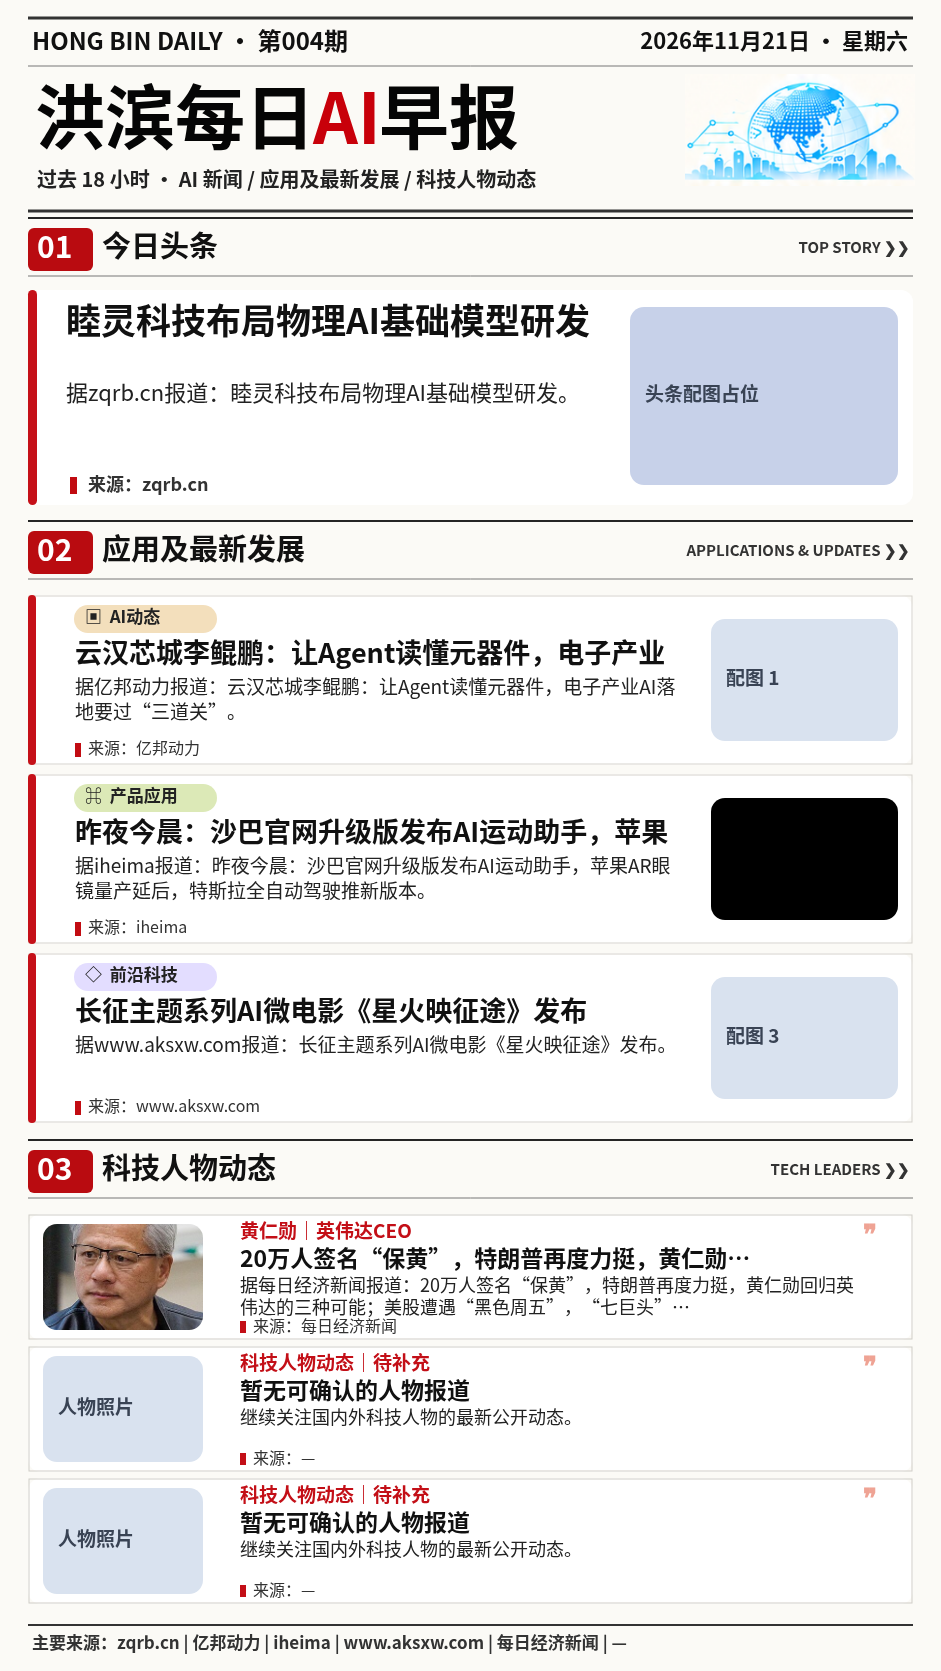 HONG BIN DAILY · 第004期
2026年11月21日 · 星期六
洪滨每日AI早报
过去 18 小时 · AI 新闻 / 应用及最新发展 / 科技人物动态
01 今日头条
TOP STORY ❯❯
睦灵科技布局物理AI基础模型研发
据zqrb.cn报道：睦灵科技布局物理AI基础模型研发。
来源：zqrb.cn
头条配图占位
02 应用及最新发展
APPLICATIONS & UPDATES ❯❯
▣ AI动态
云汉芯城李鲲鹏：让Agent读懂元器件，电子产业
据亿邦动力报道：云汉芯城李鲲鹏：让Agent读懂元器件，电子产业AI落
地要过“三道关”。
来源：亿邦动力
配图 1
⌘ 产品应用
昨夜今晨：沙巴官网升级版发布AI运动助手，苹果
据iheima报道：昨夜今晨：沙巴官网升级版发布AI运动助手，苹果AR眼
镜量产延后，特斯拉全自动驾驶推新版本。
来源：iheima
◇ 前沿科技
长征主题系列AI微电影《星火映征途》发布
据www.aksxw.com报道：长征主题系列AI微电影《星火映征途》发布。
来源：www.aksxw.com
配图 3
03 科技人物动态
TECH LEADERS ❯❯
黄仁勋｜英伟达CEO
20万人签名“保黄”，特朗普再度力挺，黄仁勋…
据每日经济新闻报道：20万人签名“保黄”，特朗普再度力挺，黄仁勋回归英
伟达的三种可能；美股遭遇“黑色周五”，“七巨头”…
来源：每日经济新闻
人物照片
科技人物动态｜待补充
暂无可确认的人物报道
继续关注国内外科技人物的最新公开动态。
来源：—
人物照片
科技人物动态｜待补充
暂无可确认的人物报道
继续关注国内外科技人物的最新公开动态。
来源：—
主要来源：zqrb.cn | 亿邦动力 | iheima | www.aksxw.com | 每日经济新闻 | —